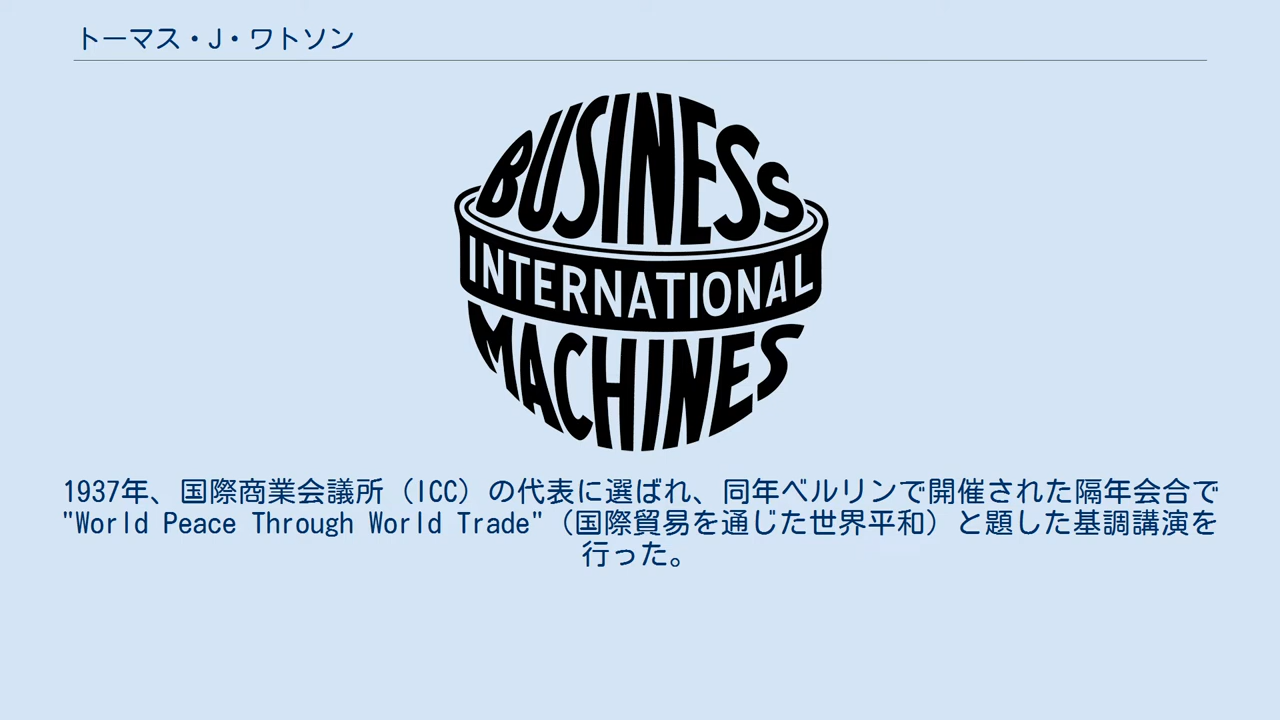 トーマス・J・ワトソン
BUSINESS
INTERNATIONAL
MACHINES
1937年、国際商業会議所（ICC）の代表に選ばれ、同年ベルリンで開催された隔年会合で
"World Peace Through World Trade"（国際貿易を通じた世界平和）と題した基調講演を
行った。